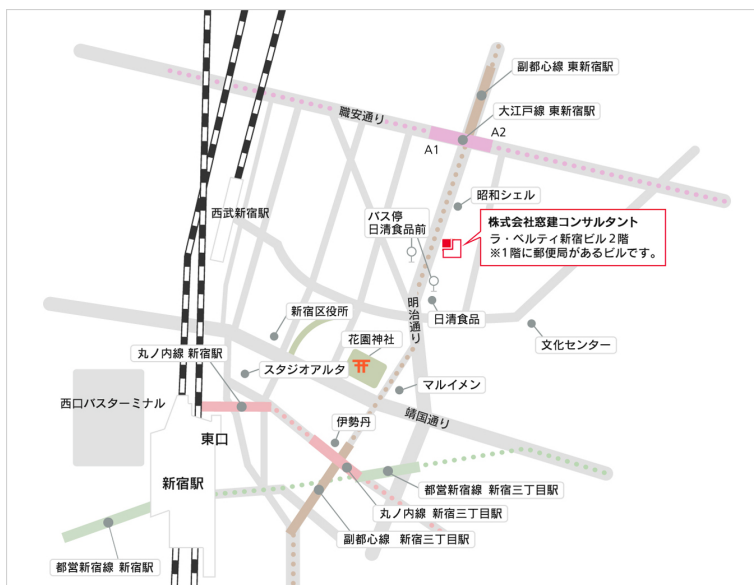 副都心線 東新宿駅
大江戸線 東新宿駅
職安通り
A1
A2
昭和シェル
西武新宿駅
バス停
日清食品前
株式会社窓建コンサルタント
ラ・ベルティ新宿ビル2階
※1階に郵便局があるビルです。
明治通り
日清食品
新宿区役所
花園神社
文化センター
丸ノ内線 新宿駅
スタジオアルタ
マルイメン
西口バスターミナル
靖国通り
東口
伊勢丹
新宿駅
都営新宿線 新宿三丁目駅
丸ノ内線 新宿三丁目駅
副都心線 新宿三丁目駅
都営新宿線 新宿駅